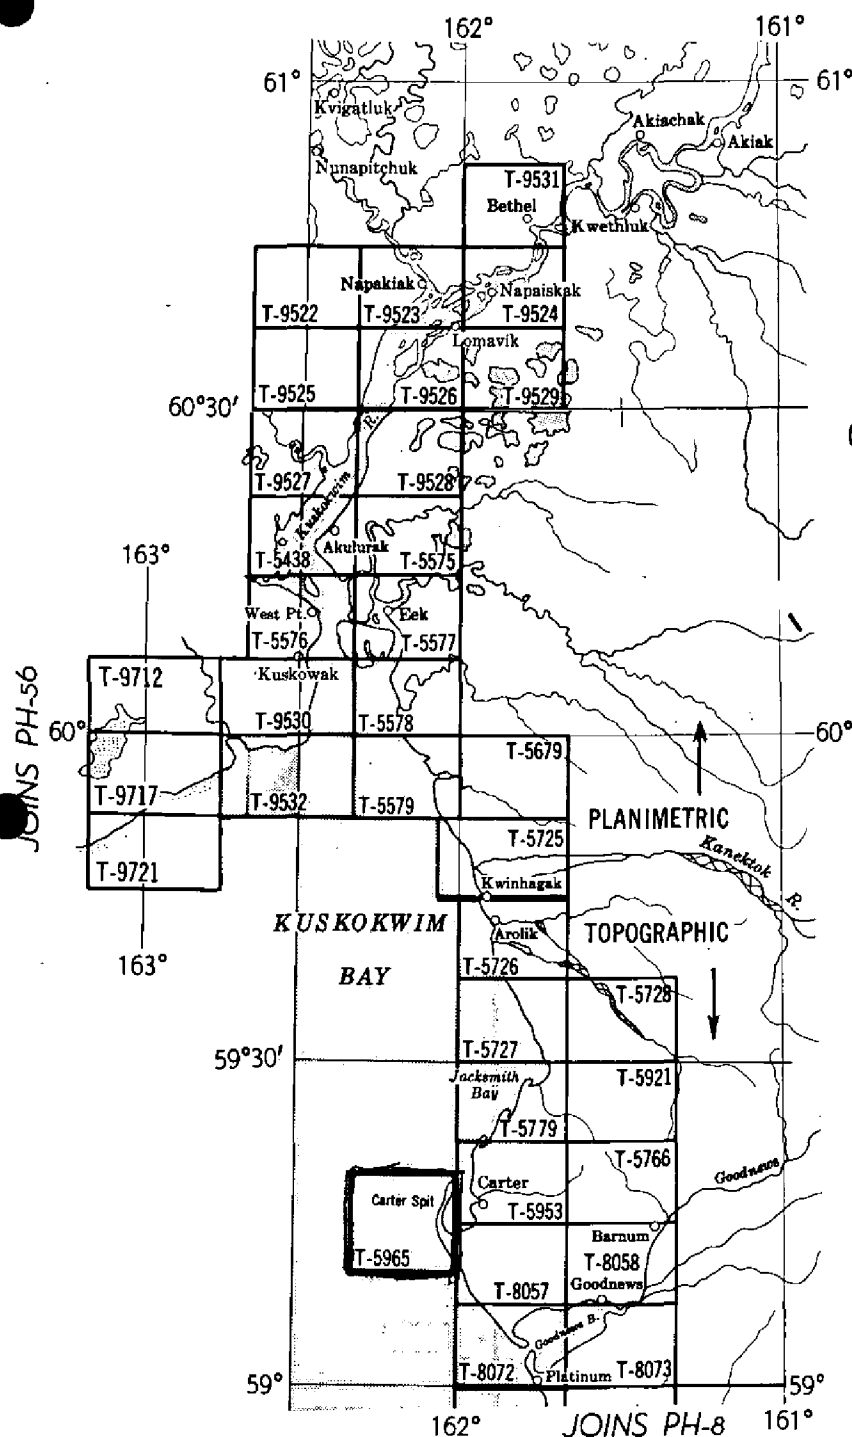 162°
161°
61°
61°
Kvigatluk
Akiachak
Akiak
Nunapitchuk
T-9531
Bethel
Kwethluk
Napakiak
Napaiskak
T-9522
T-9523
T-9524
Lomavik
T-9525
T-9526
T-9529
60°30'
R.
T-9527
T-9528
Kuskokwim
Akulurak
T-5438
T-5575
163°
West Pt.
Eek
T-5576
T-5577
T-9712
Kuskowak
T-9530
T-5578
JOINS PH-56
60°
60°
T-5679
T-9717
T-9532
T-5579
PLANIMETRIC
T-5725
Kanektok
R.
T-9721
Kwinhagak
KUSKOKWIM
BAY
Arolik
TOPOGRAPHIC
163°
T-5726
T-5728
T-5727
59°30'
Jacksmith
Bay
T-5921
T-5779
T-5766
Goodnews
Carter Spit
Carter
T-5953
T-5965
Barnum
T-8058
T-8057
Goodnews
Goodnews B.
T-8072
Platinum
T-8073
59°
59°
162°
JOINS PH-8
161°